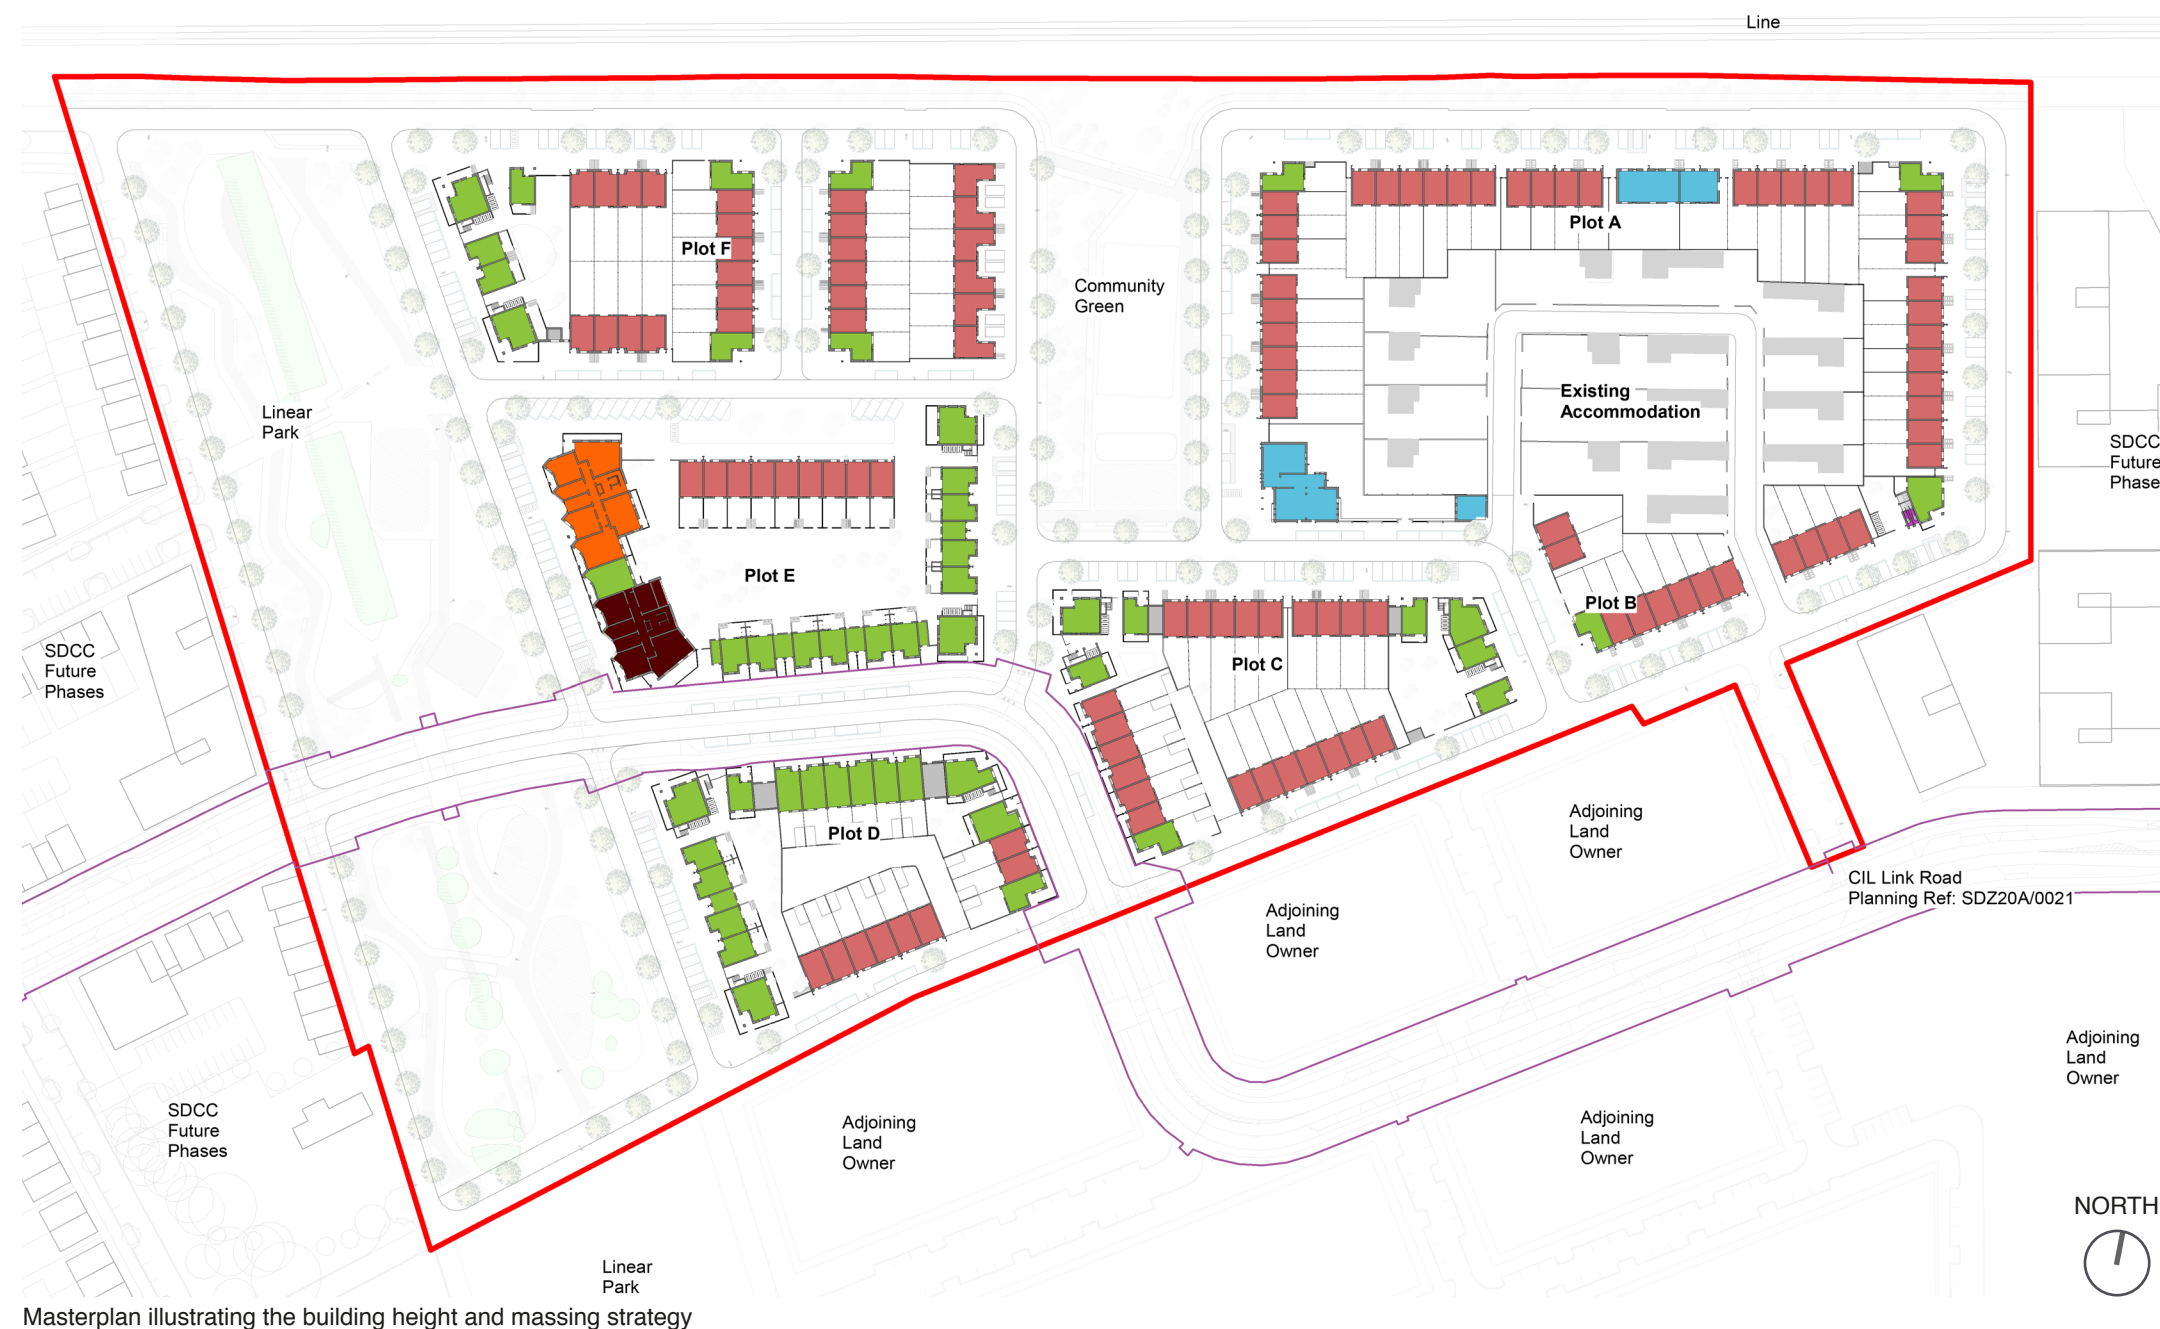 Line
Plot A
Plot F
Community
Green
Existing
Accommodation
Linear
Park
SDCC
Future
Phase
Plot E
Plot B
SDCC
Future
Phases
Plot C
Plot D
Adjoining
Land
Owner
CIL Link Road
Planning Ref: SDZ20A/0021
Adjoining
Land
Owner
Adjoining
Land
Owner
SDCC
Future
Phases
Adjoining
Land
Owner
Adjoining
Land
Owner
NORTH
Linear
Park
Masterplan illustrating the building height and massing strategy